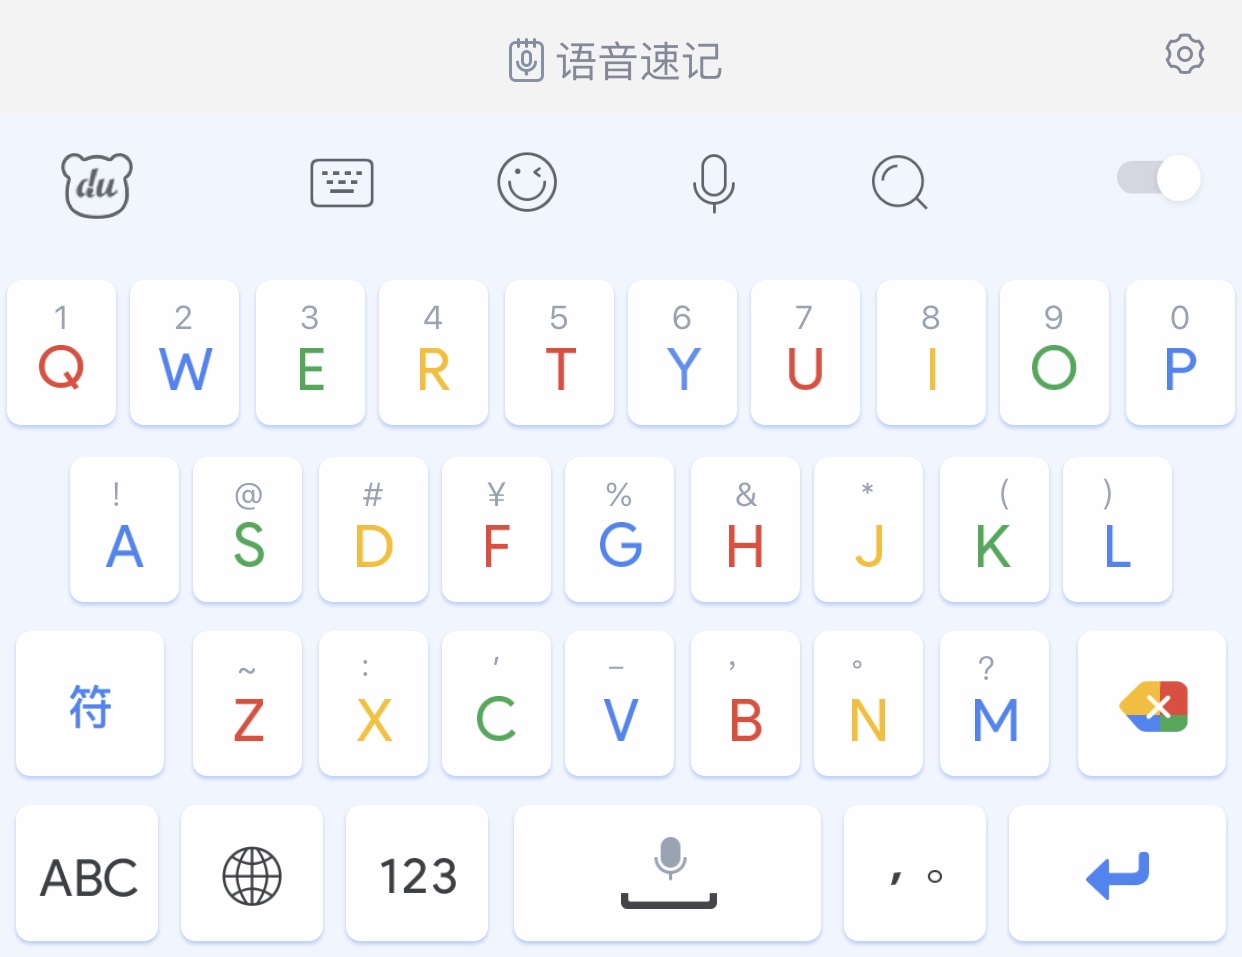 语音速记
du
1 2 3 4 5 6 7 8 9 0
Q W E R T Y U I O P
! @ # ¥ % & * ( )
A S D F G H J K L
~ : ' – , ° ?
符 Z X C V B N M
ABC 123 , 。